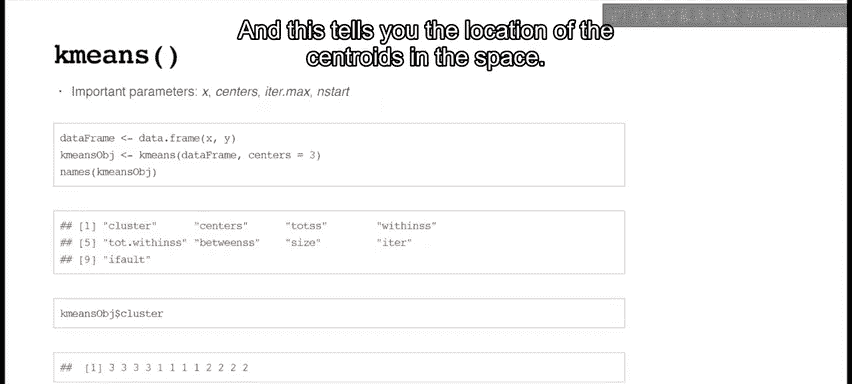 And this tells you the location of the
centroids in the space.
kmeans()
· Important parameters: x, centers, iter.max, nstart
dataFrame <- data.frame(x, y)
kmeansObj <- kmeans(dataFrame, centers = 3)
names(kmeansObj)
## [1] "cluster" "centers" "totss" "withinss"
## [5] "tot.withinss" "betweenss" "size" "iter"
## [9] "ifault"
kmeansObj$cluster
## [1] 3 3 3 3 1 1 1 1 2 2 2 2